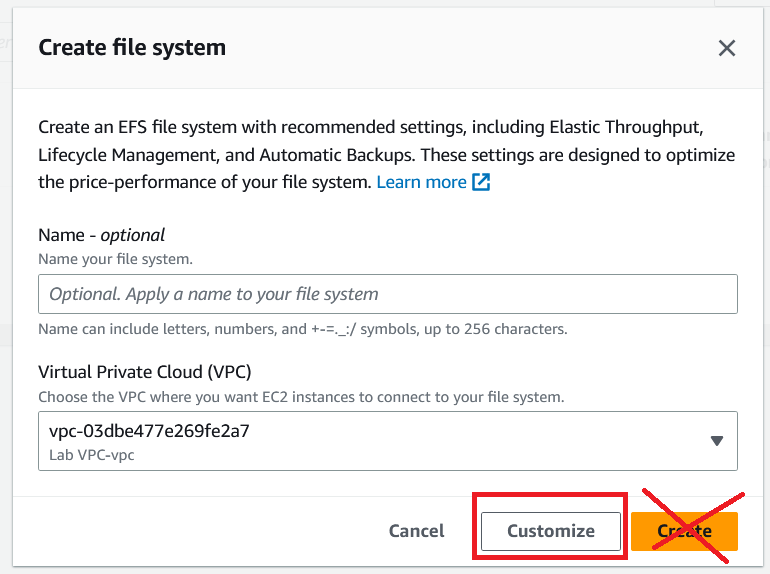 Create file system
Create an EFS file system with recommended settings, including Elastic Throughput,
Lifecycle Management, and Automatic Backups. These settings are designed to optimize
the price-performance of your file system. Learn more
Name - optional
Name your file system.
Optional. Apply a name to your file system
Name can include letters, numbers, and +-=._:/ symbols, up to 256 characters.
Virtual Private Cloud (VPC)
Choose the VPC where you want EC2 instances to connect to your file system.
vpc-03dbe477e269fe2a7
Lab VPC-vpc
Cancel Customize Create